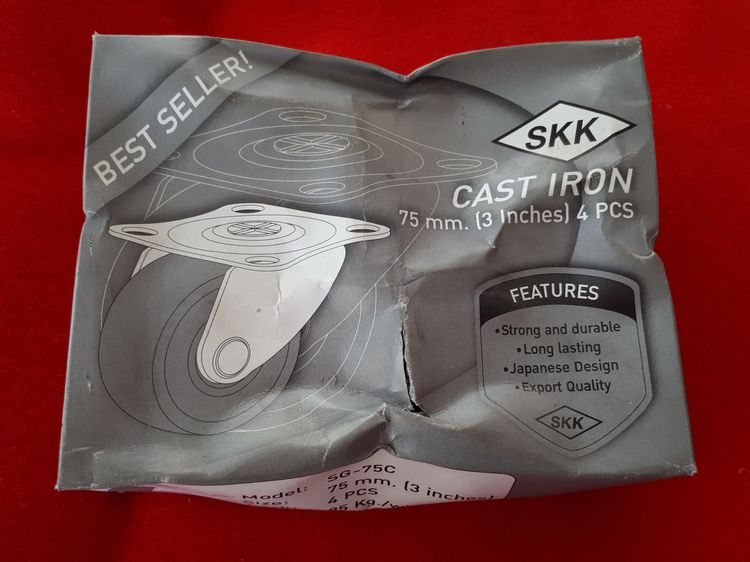 BEST SELLER!
SKK
CAST IRON
75 mm. (3 Inches) 4 PCS
FEATURES
•Strong and durable
•Long lasting
•Japanese Design
•Export Quality
SKK
Model: SG-75C
75 mm. (3 inches)
4 PCS